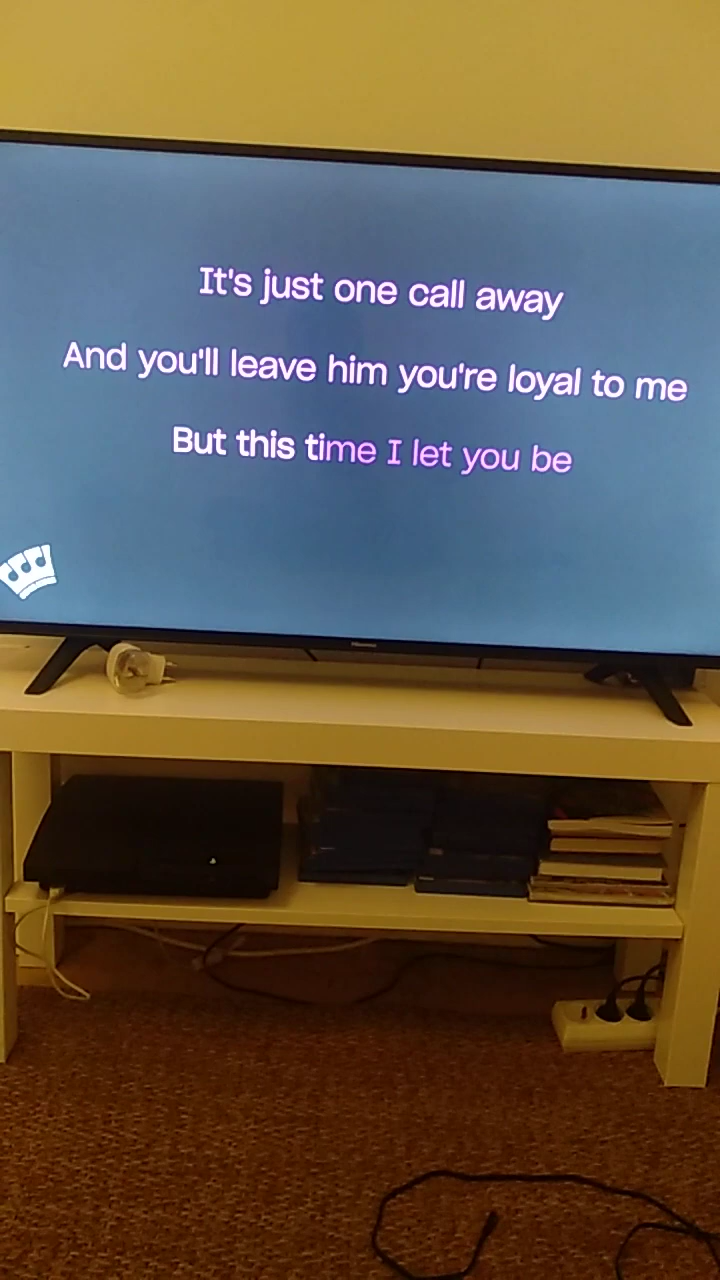 It's just one call away
And you'll leave him you're loyal to me
But this time I let you be
Hisense